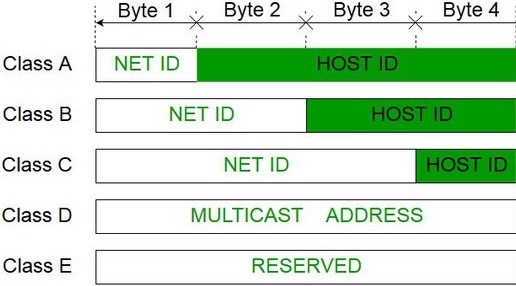 Byte 1 Byte 2 Byte 3 Byte 4
Class A NET ID HOST ID
Class B NET ID HOST ID
Class C NET ID HOST ID
Class D MULTICAST ADDRESS
Class E RESERVED